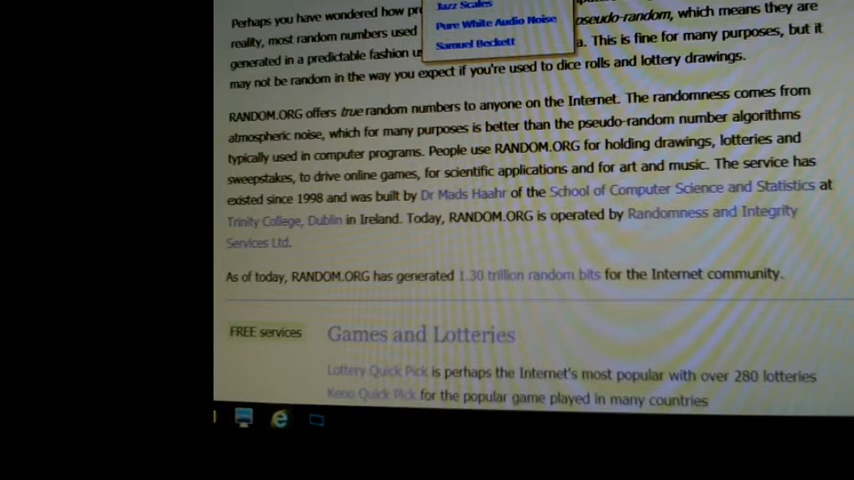 Jazz Scales
Pure White Audio Noise
Samuel Beckett
Perhaps you have wondered how pseudo-random, which means they are
reality, most random numbers used a. This is fine for many purposes, but it
generated in a predictable fashion
may not be random in the way you expect if you're used to dice rolls and lottery drawings.
RANDOM.ORG offers true random numbers to anyone on the Internet. The randomness comes from
atmospheric noise, which for many purposes is better than the pseudo-random number algorithms
typically used in computer programs. People use RANDOM.ORG for holding drawings, lotteries and
sweepstakes, to drive online games, for scientific applications and for art and music. The service has
existed since 1998 and was built by Dr Mads Haahr of the School of Computer Science and Statistics at
Trinity College, Dublin in Ireland. Today, RANDOM.ORG is operated by Randomness and Integrity
Services Ltd.
As of today, RANDOM.ORG has generated 1.30 trillion random bits for the Internet community.
FREE services
Games and Lotteries
Lottery Quick Pick is perhaps the Internet's most popular with over 280 lotteries
Keno Quick Pick for the popular game played in many countries